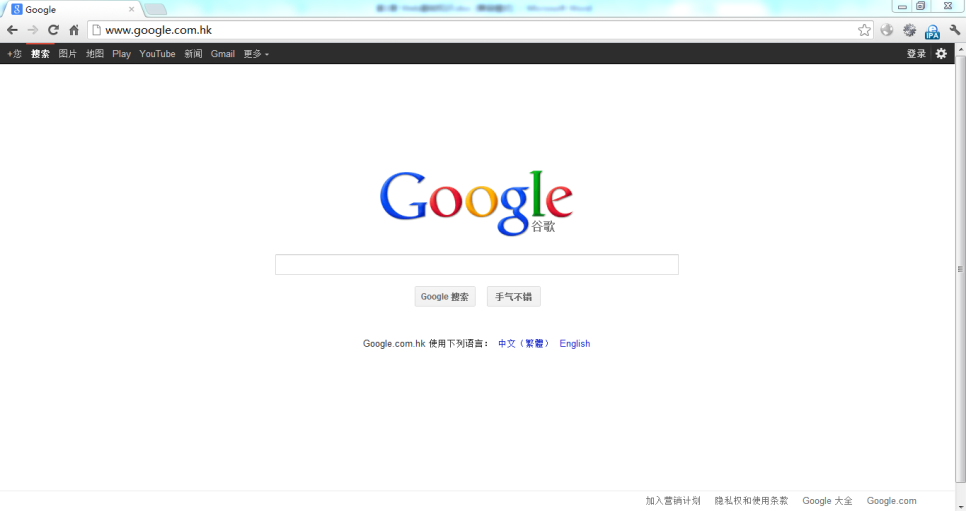 Google
www.google.com.hk
IPA
+您 搜索 图片 地图 Play YouTube 新闻 Gmail 更多 登录
Google
谷歌
Google 搜索 手气不错
Google.com.hk 使用下列语言： 中文（繁體） English
加入营销计划 隐私权和使用条款 Google 大全 Google.com